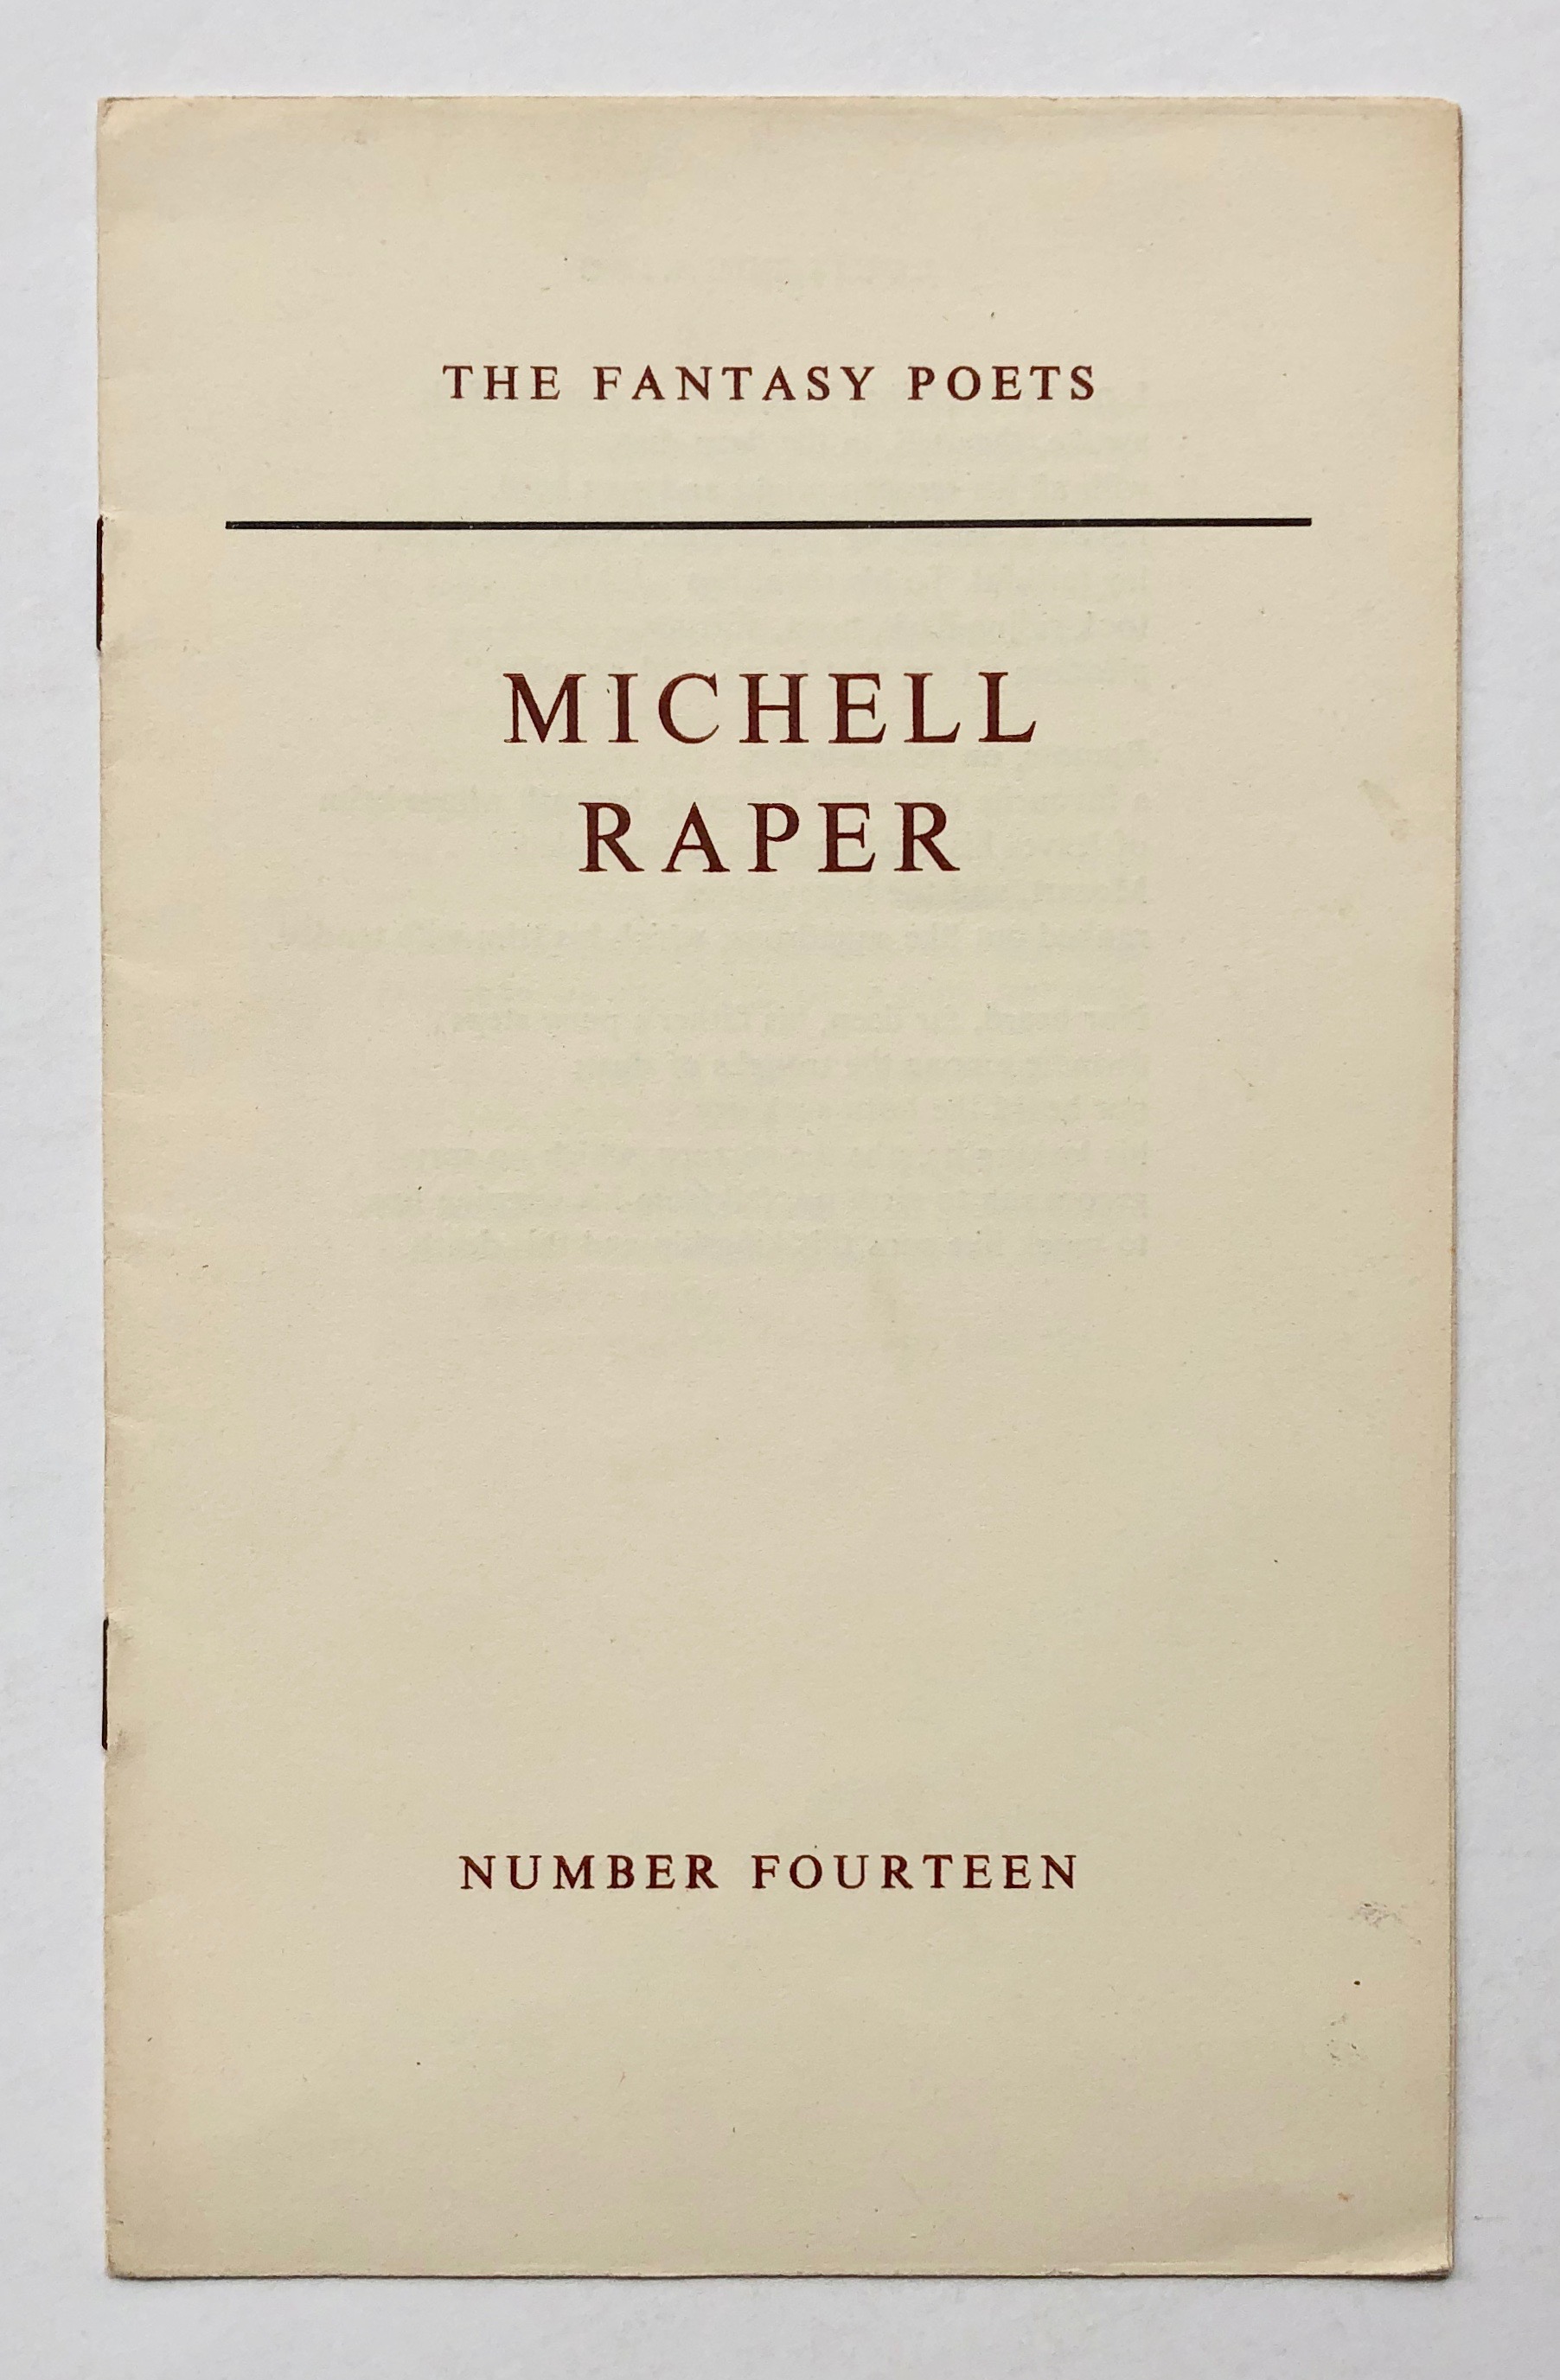 THE FANTASY POETS
MICHELL
RAPER
NUMBER FOURTEEN